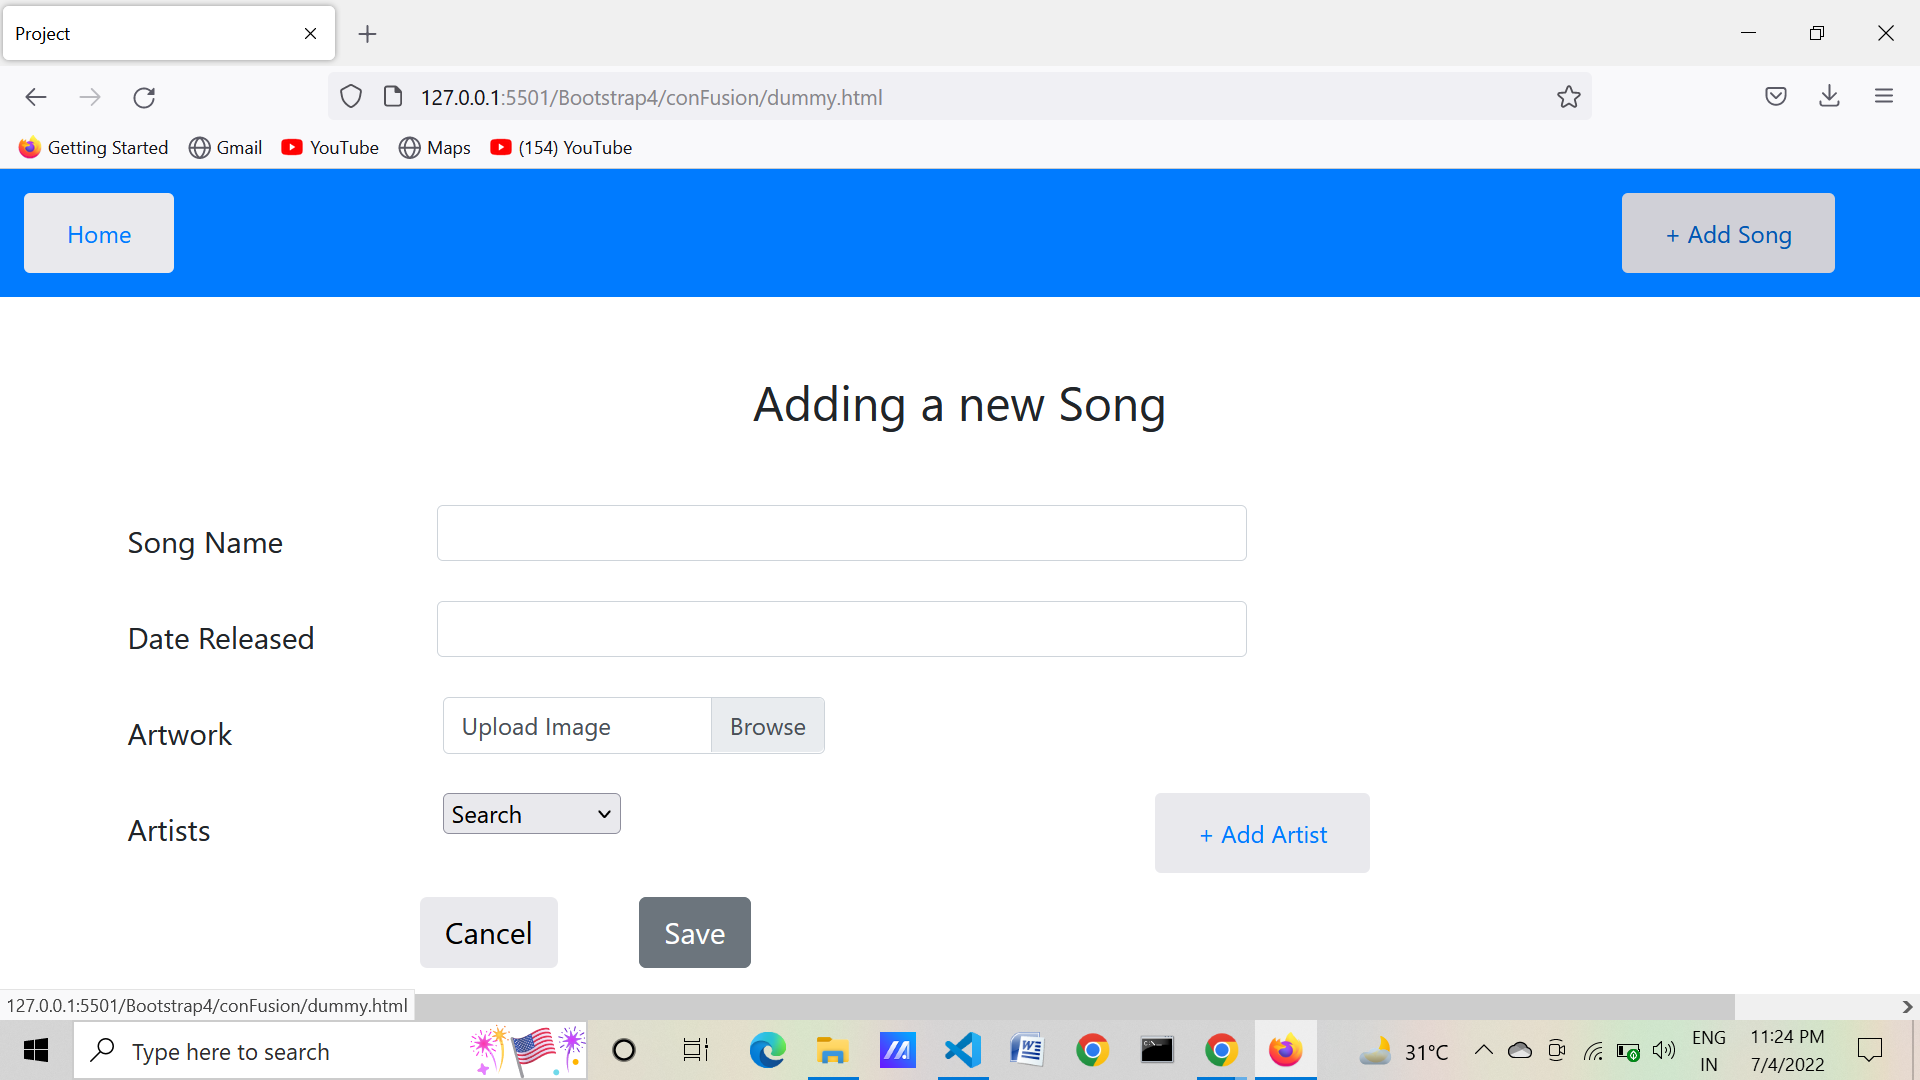 Project
127.0.0.1:5501/Bootstrap4/conFusion/dummy.html
Getting Started Gmail YouTube Maps (154) YouTube
Home + Add Song
Adding a new Song
Song Name
Date Released
Artwork Upload Image Browse
Artists Search + Add Artist
Cancel Save
127.0.0.1:5501/Bootstrap4/conFusion/dummy.html
Type here to search 31°C ENG 11:24 PM
IN 7/4/2022